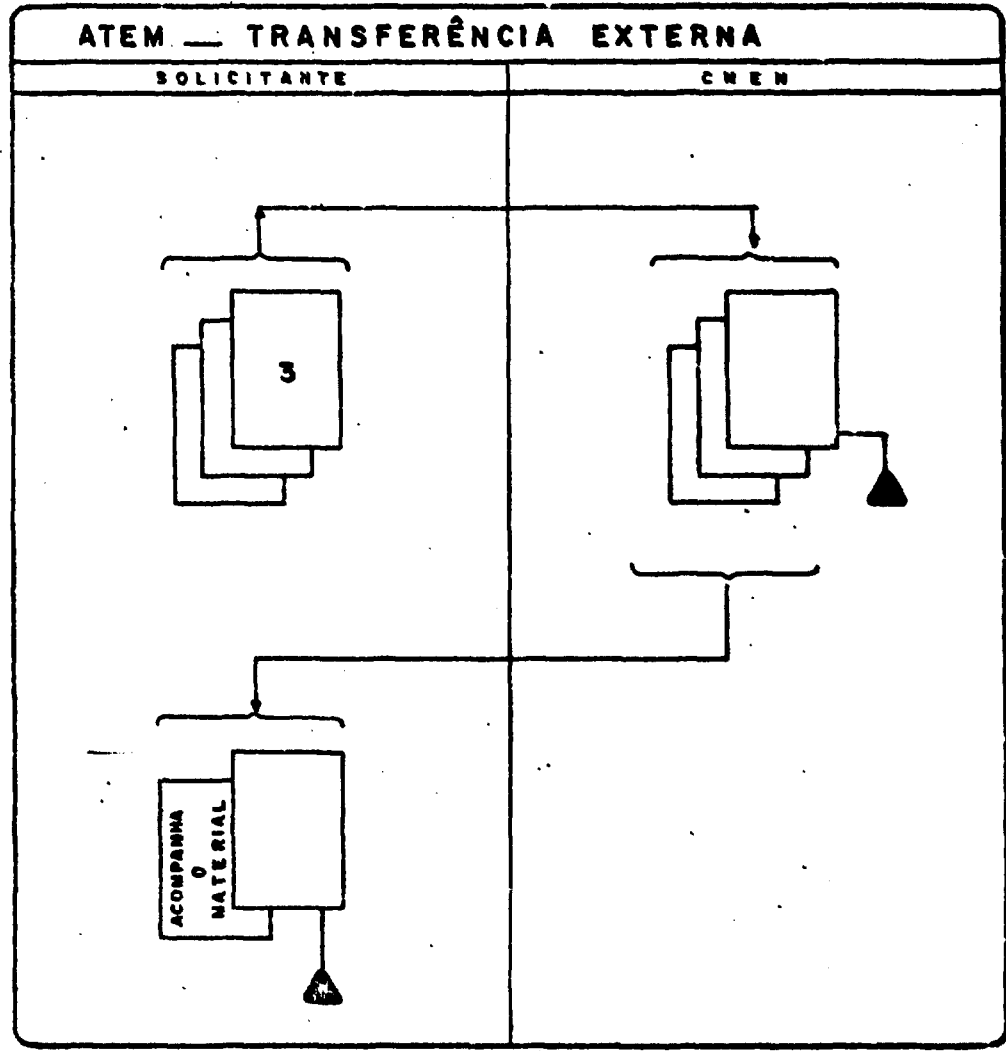 ATEM — TRANSFERÊNCIA EXTERNA
SOLICITANTE
CNEN
3
ACOMPANHA
O
MATERIAL